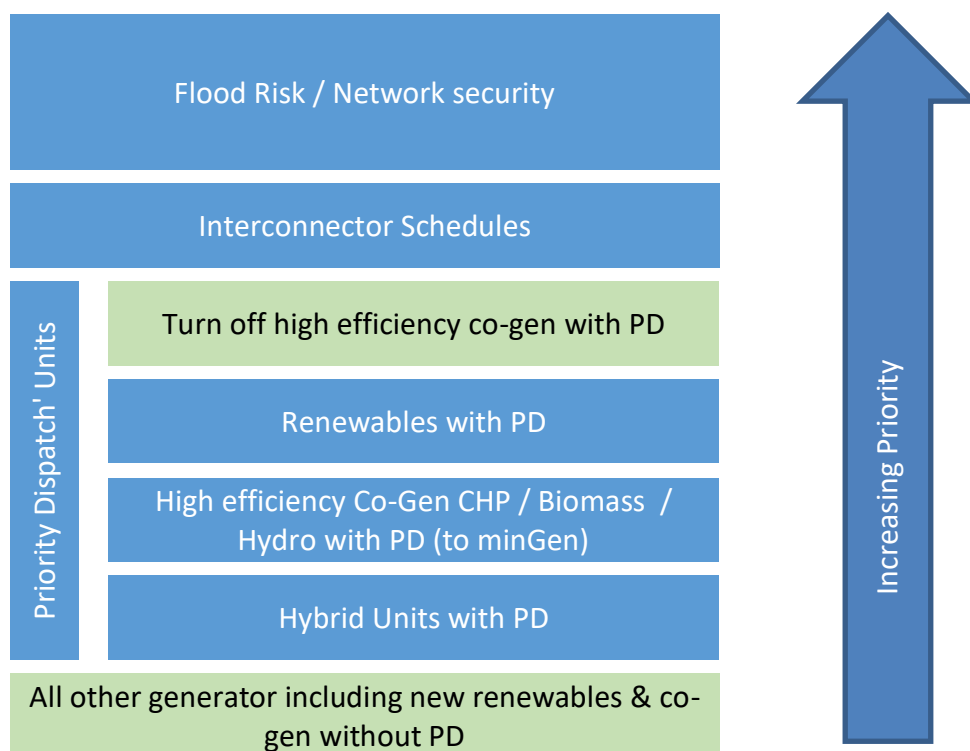 Flood Risk / Network security
Interconnector Schedules
Priority Dispatch' Units
Turn off high efficiency co-gen with PD
Renewables with PD
High efficiency Co-Gen CHP / Biomass /
Hydro with PD (to minGen)
Hybrid Units with PD
All other generator including new renewables & co-
gen without PD
Increasing Priority